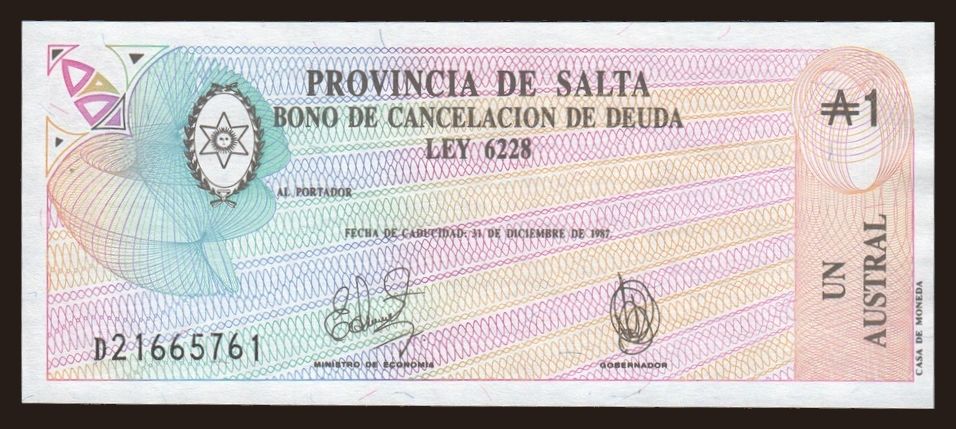 PROVINCIA DE SALTA
BONO DE CANCELACION DE DEUDA
LEY 6228
₳1
AL PORTADOR
FECHA DE CADUCIDAD: 31 DE DICIEMBRE DE 1987
UN
AUSTRAL
D21665761
MINISTRO DE ECONOMIA
GOBERNADOR
CASA DE MONEDA